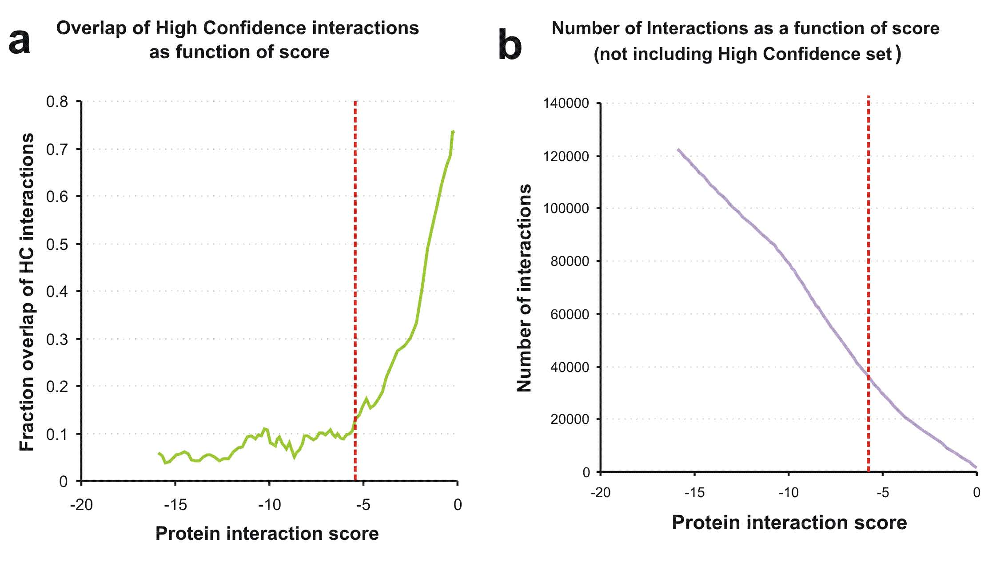 a
Overlap of High Confidence interactions
as function of score
Fraction overlap of HC interactions
0.8
0.7
0.6
0.5
0.4
0.3
0.2
0.1
0
-20 -15 -10 -5 0
Protein interaction score
b
Number of Interactions as a function of score
(not including High Confidence set)
Number of interactions
140000
120000
100000
80000
60000
40000
20000
0
-20 -15 -10 -5 0
Protein interaction score